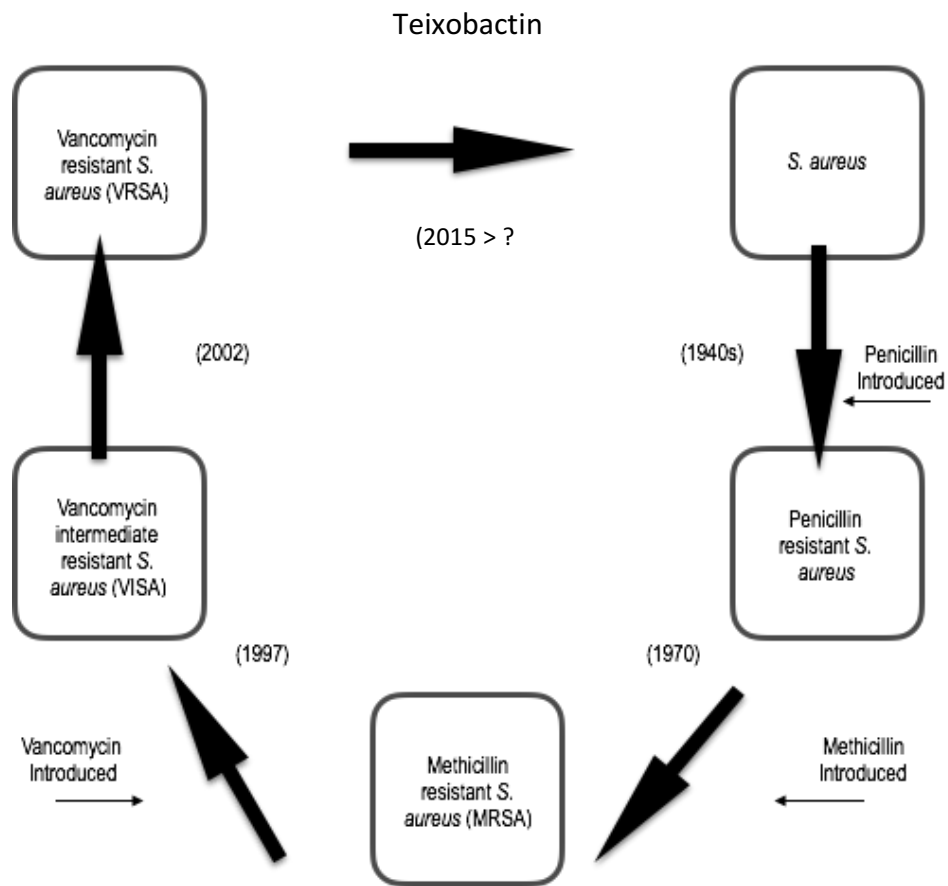 Teixobactin
Vancomycin
resistant S.
aureus (VRSA)
S. aureus
(2015 > ?
(2002)
(1940s)
Penicillin
Introduced
Vancomycin
intermediate
resistant S.
aureus (VISA)
Penicillin
resistant S.
aureus
(1997)
(1970)
Vancomycin
Introduced
Methicillin
resistant S.
aureus (MRSA)
Methicillin
Introduced